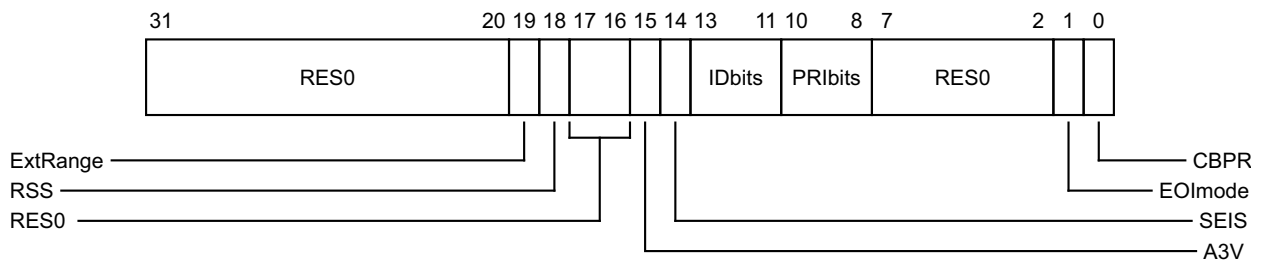 31 20 19 18 17 16 15 14 13 11 10 8 7 2 1 0
RES0 IDbits PRIbits RES0
ExtRange CBPR
RSS EOImode
RES0 SEIS
A3V